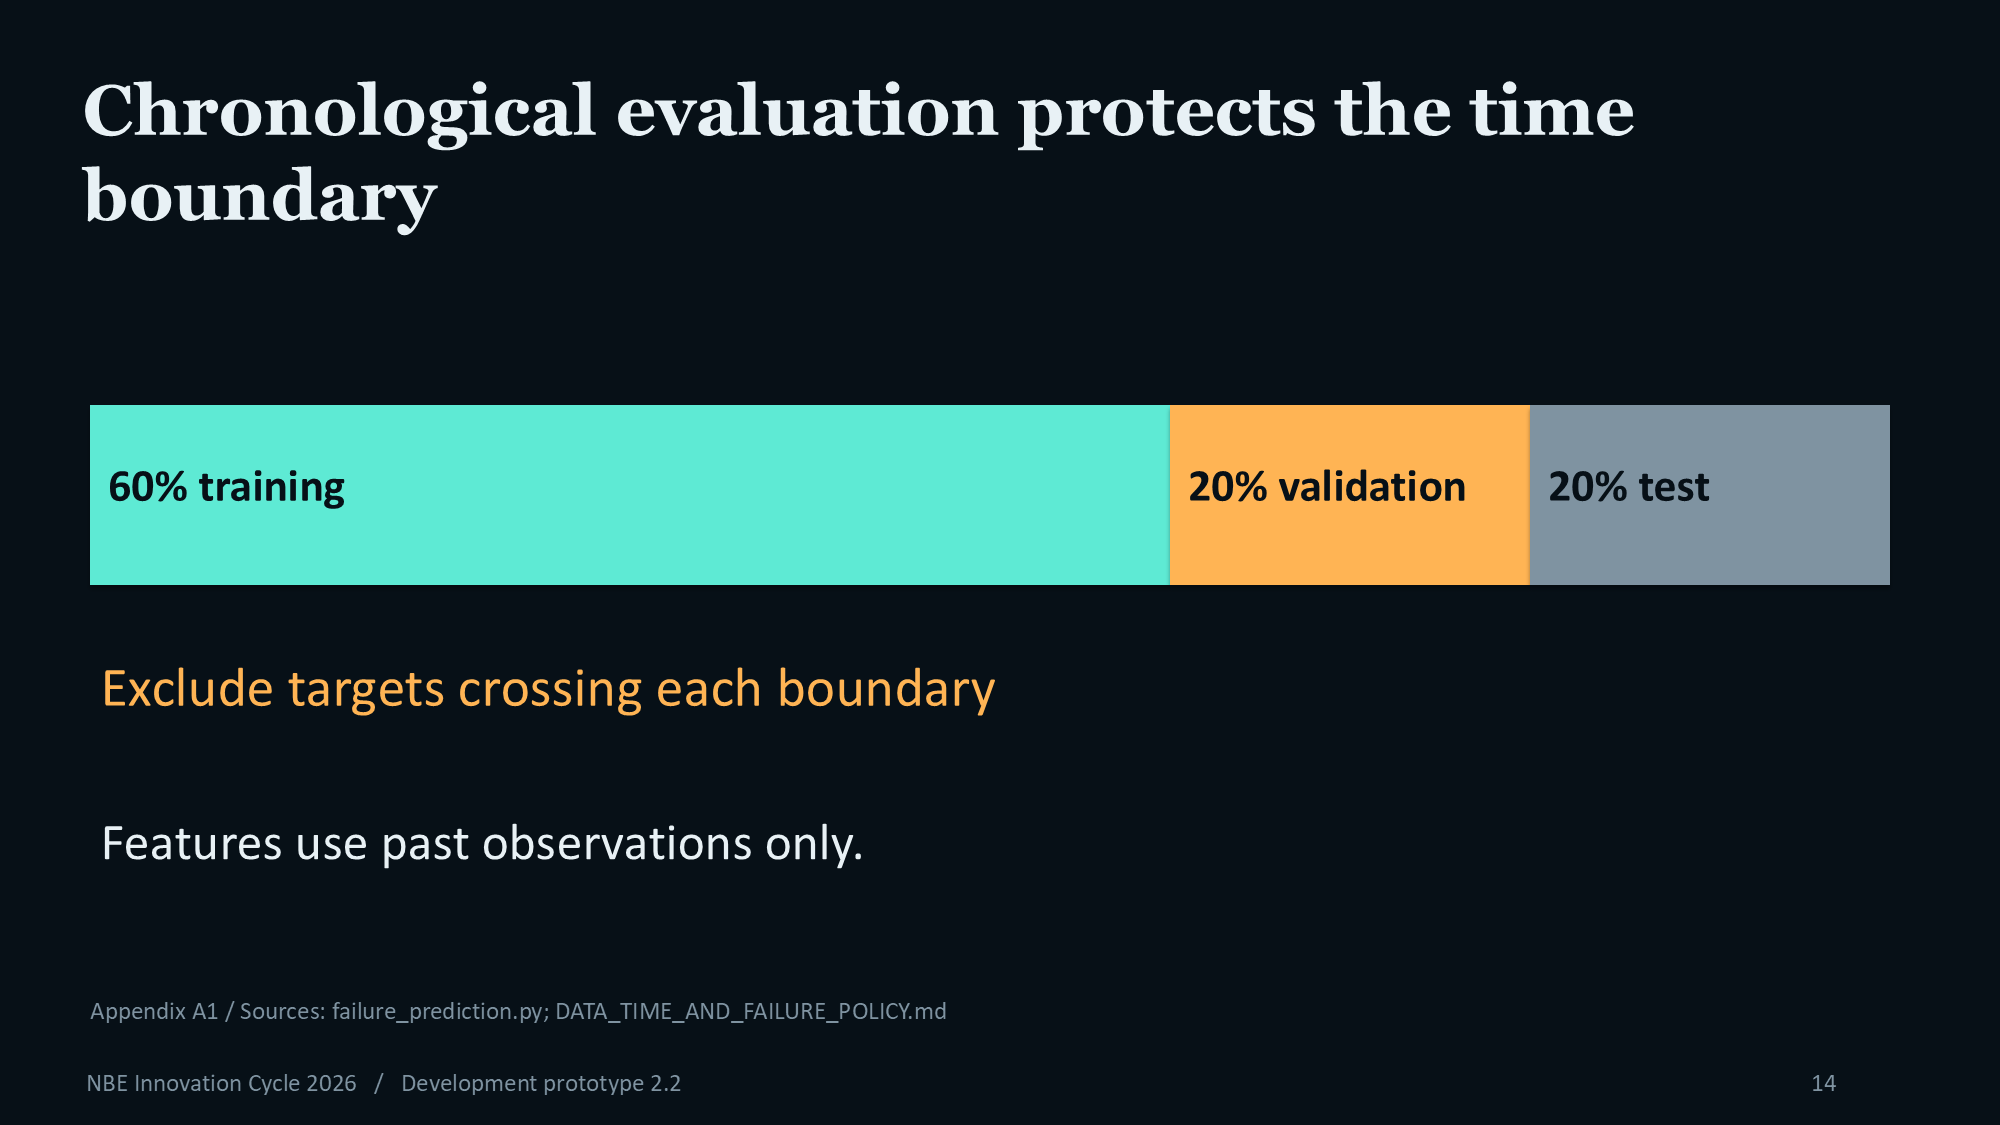 Chronological evaluation protects the time
boundary
60% training
20% validation
20% test
Exclude targets crossing each boundary
Features use past observations only.
Appendix A1 / Sources: failure_prediction.py; DATA_TIME_AND_FAILURE_POLICY.md
NBE Innovation Cycle 2026 / Development prototype 2.2
14